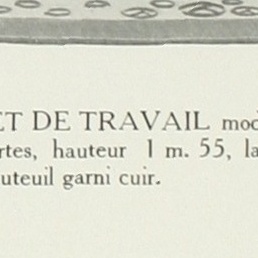 ET DE TRAVAIL mod
rtes, hauteur 1 m. 55, la
uteuil garni cuir.